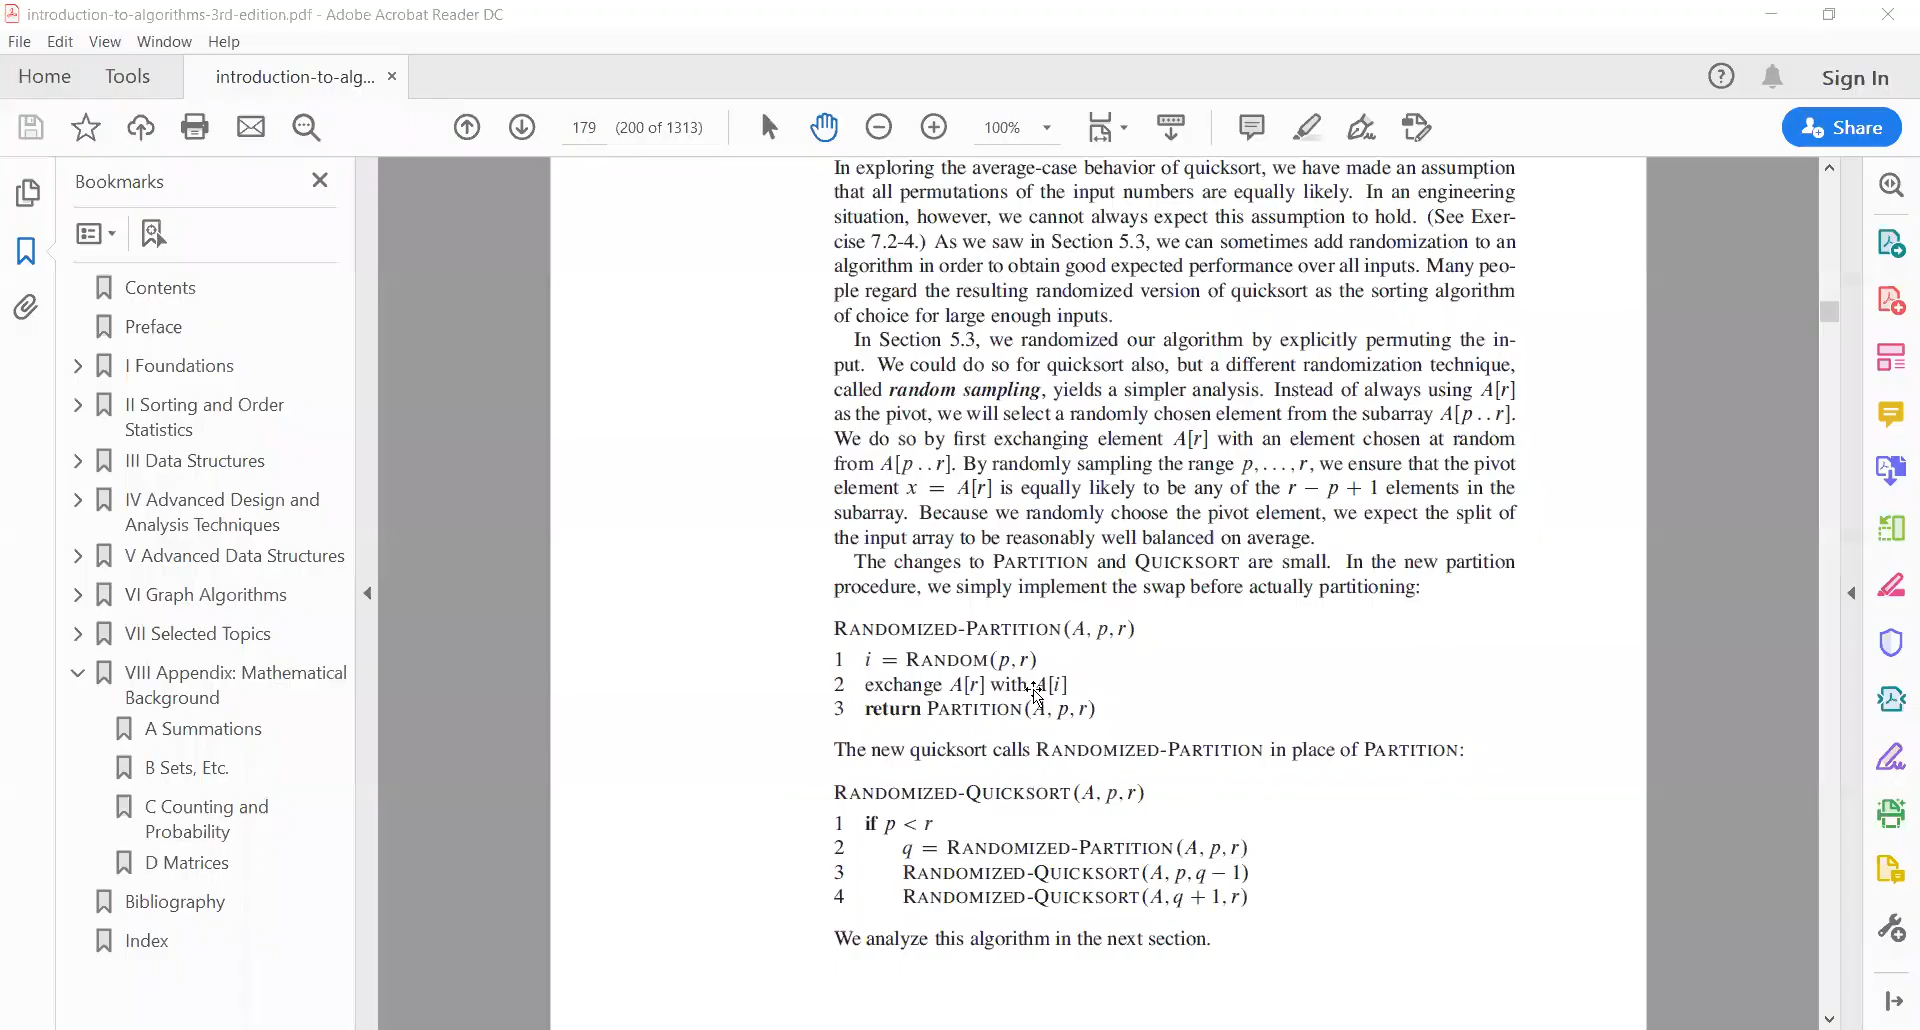 introduction-to-algorithms-3rd-edition.pdf - Adobe Acrobat Reader DC
File Edit View Window Help
Home Tools introduction-to-alg... × Sign In
179 (200 of 1313) 100% Share
Bookmarks
Contents
Preface
I Foundations
II Sorting and Order
Statistics
III Data Structures
IV Advanced Design and
Analysis Techniques
V Advanced Data Structures
VI Graph Algorithms
VII Selected Topics
VIII Appendix: Mathematical
Background
A Summations
B Sets, Etc.
C Counting and
Probability
D Matrices
Bibliography
Index
In exploring the average-case behavior of quicksort, we have made an assumption
that all permutations of the input numbers are equally likely. In an engineering
situation, however, we cannot always expect this assumption to hold. (See Exer-
cise 7.2-4.) As we saw in Section 5.3, we can sometimes add randomization to an
algorithm in order to obtain good expected performance over all inputs. Many peo-
ple regard the resulting randomized version of quicksort as the sorting algorithm
of choice for large enough inputs.
In Section 5.3, we randomized our algorithm by explicitly permuting the in-
put. We could do so for quicksort also, but a different randomization technique,
called random sampling, yields a simpler analysis. Instead of always using A[r]
as the pivot, we will select a randomly chosen element from the subarray A[p . . r].
We do so by first exchanging element A[r] with an element chosen at random
from A[p . . r]. By randomly sampling the range p, . . . , r, we ensure that the pivot
element x = A[r] is equally likely to be any of the r − p + 1 elements in the
subarray. Because we randomly choose the pivot element, we expect the split of
the input array to be reasonably well balanced on average.
The changes to PARTITION and QUICKSORT are small. In the new partition
procedure, we simply implement the swap before actually partitioning:
RANDOMIZED-PARTITION(A, p, r)
1 i = RANDOM(p, r)
2 exchange A[r] with A[i]
3 return PARTITION(A, p, r)
The new quicksort calls RANDOMIZED-PARTITION in place of PARTITION:
RANDOMIZED-QUICKSORT(A, p, r)
1 if p < r
2 q = RANDOMIZED-PARTITION(A, p, r)
3 RANDOMIZED-QUICKSORT(A, p, q − 1)
4 RANDOMIZED-QUICKSORT(A, q + 1, r)
We analyze this algorithm in the next section.